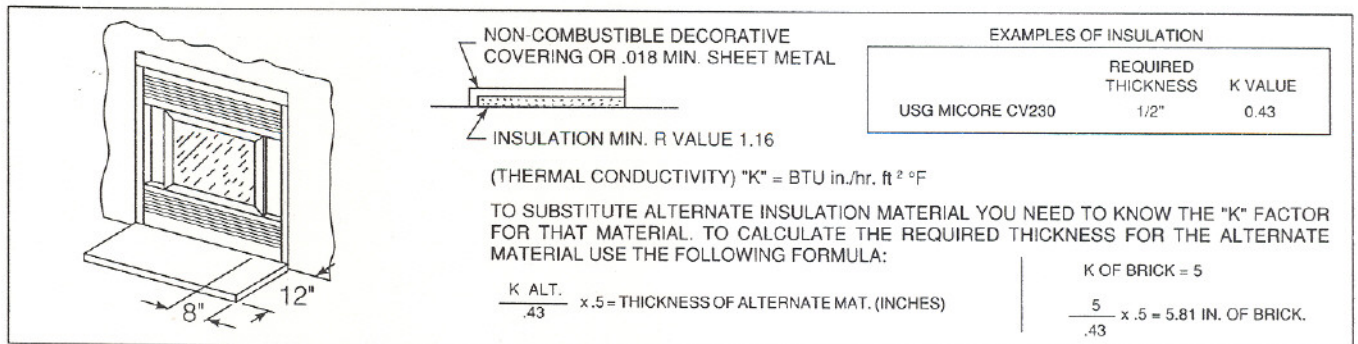 NON-COMBUSTIBLE DECORATIVE
COVERING OR .018 MIN. SHEET METAL
INSULATION MIN. R VALUE 1.16
EXAMPLES OF INSULATION
REQUIRED
THICKNESS K VALUE
USG MICORE CV230 1/2" 0.43
(THERMAL CONDUCTIVITY) "K" = BTU in./hr. ft ² °F
TO SUBSTITUTE ALTERNATE INSULATION MATERIAL YOU NEED TO KNOW THE "K" FACTOR
FOR THAT MATERIAL. TO CALCULATE THE REQUIRED THICKNESS FOR THE ALTERNATE
MATERIAL USE THE FOLLOWING FORMULA:
K ALT.
.43
x .5 = THICKNESS OF ALTERNATE MAT. (INCHES)
K OF BRICK = 5
5
.43
x .5 = 5.81 IN. OF BRICK.
8"
12"